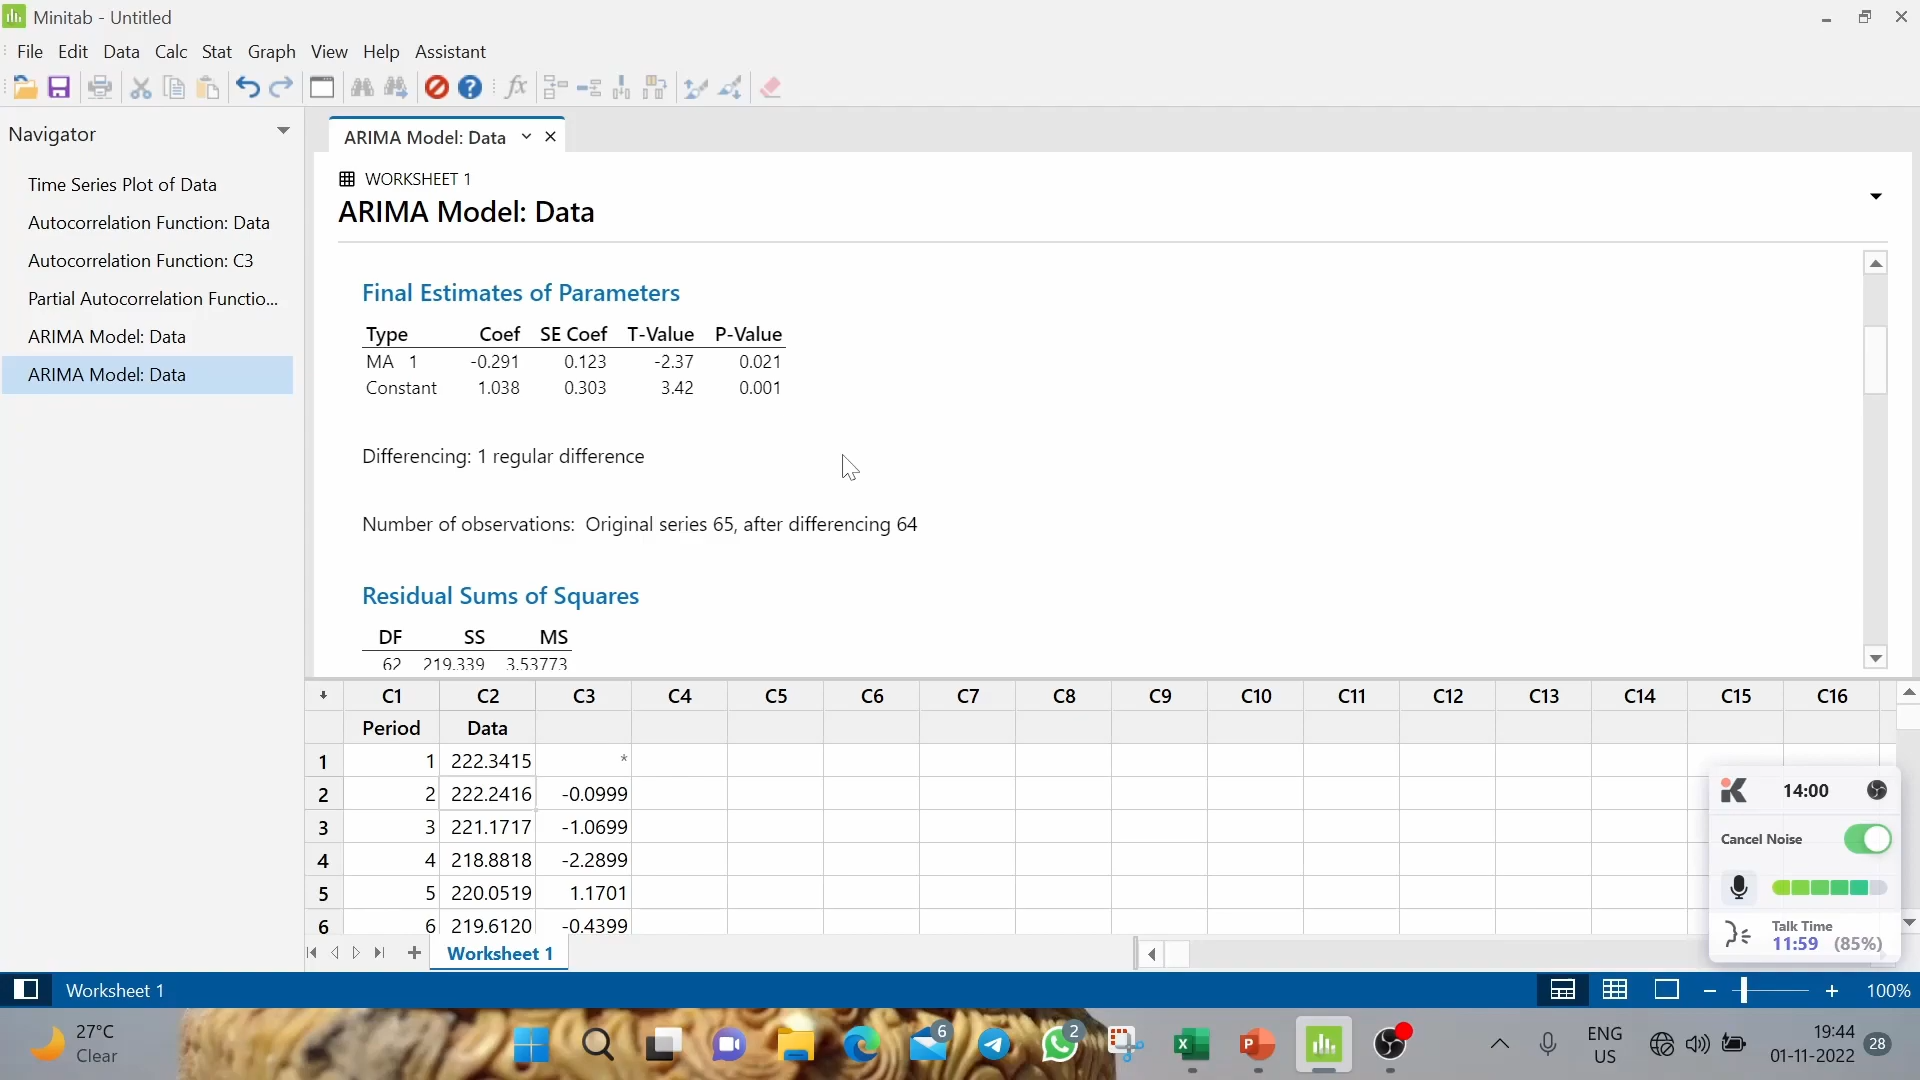 Minitab - Untitled
File Edit Data Calc Stat Graph View Help Assistant
Navigator
Time Series Plot of Data
Autocorrelation Function: Data
Autocorrelation Function: C3
Partial Autocorrelation Functio...
ARIMA Model: Data
ARIMA Model: Data
ARIMA Model: Data
WORKSHEET 1
ARIMA Model: Data
Final Estimates of Parameters
Type Coef SE Coef T-Value P-Value
MA 1 -0.291 0.123 -2.37 0.021
Constant 1.038 0.303 3.42 0.001
Differencing: 1 regular difference
Number of observations: Original series 65, after differencing 64
Residual Sums of Squares
DF SS MS
62 219.339 3.53773
C1 C2 C3 C4 C5 C6 C7 C8 C9 C10 C11 C12 C13 C14 C15 C16
Period Data
1 1 222.3415 *
2 2 222.2416 -0.0999
3 3 221.1717 -1.0699
4 4 218.8818 -2.2899
5 5 220.0519 1.1701
6 6 219.6120 -0.4399
14:00
Cancel Noise
Talk Time
11:59 (85%)
Worksheet 1
Worksheet 1
100%
27°C
Clear
6
2
ENG
US
19:44
01-11-2022
28